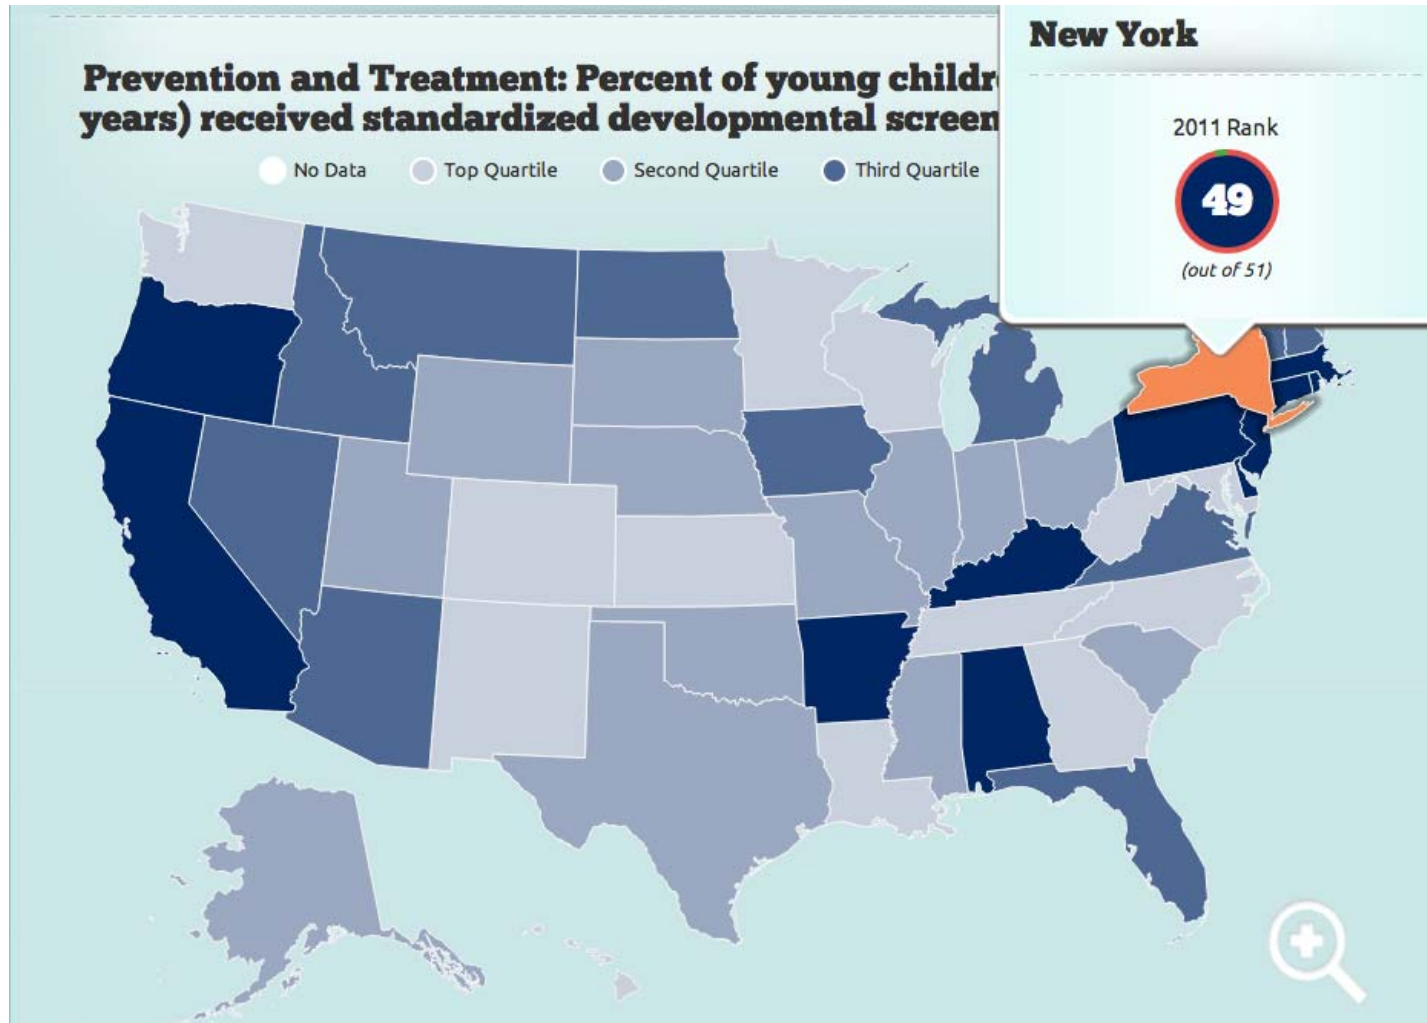 Prevention and Treatment: Percent of young childr
years) received standardized developmental screen
No Data
Top Quartile
Second Quartile
Third Quartile
New York
2011 Rank
49
(out of 51)